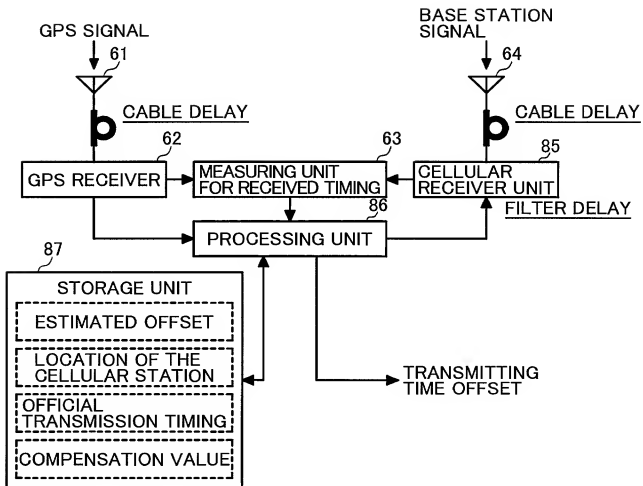 GPS SIGNAL
BASE STATION
SIGNAL
61
64
CABLE DELAY
CABLE DELAY
62
63
85
GPS RECEIVER
MEASURING UNIT
FOR RECEIVED TIMING
CELLULAR
RECEIVER UNIT
86
FILTER DELAY
PROCESSING UNIT
87
STORAGE UNIT
ESTIMATED OFFSET
LOCATION OF THE
CELLULAR STATION
OFFICIAL
TRANSMISSION TIMING
COMPENSATION VALUE
TRANSMITTING
TIME OFFSET